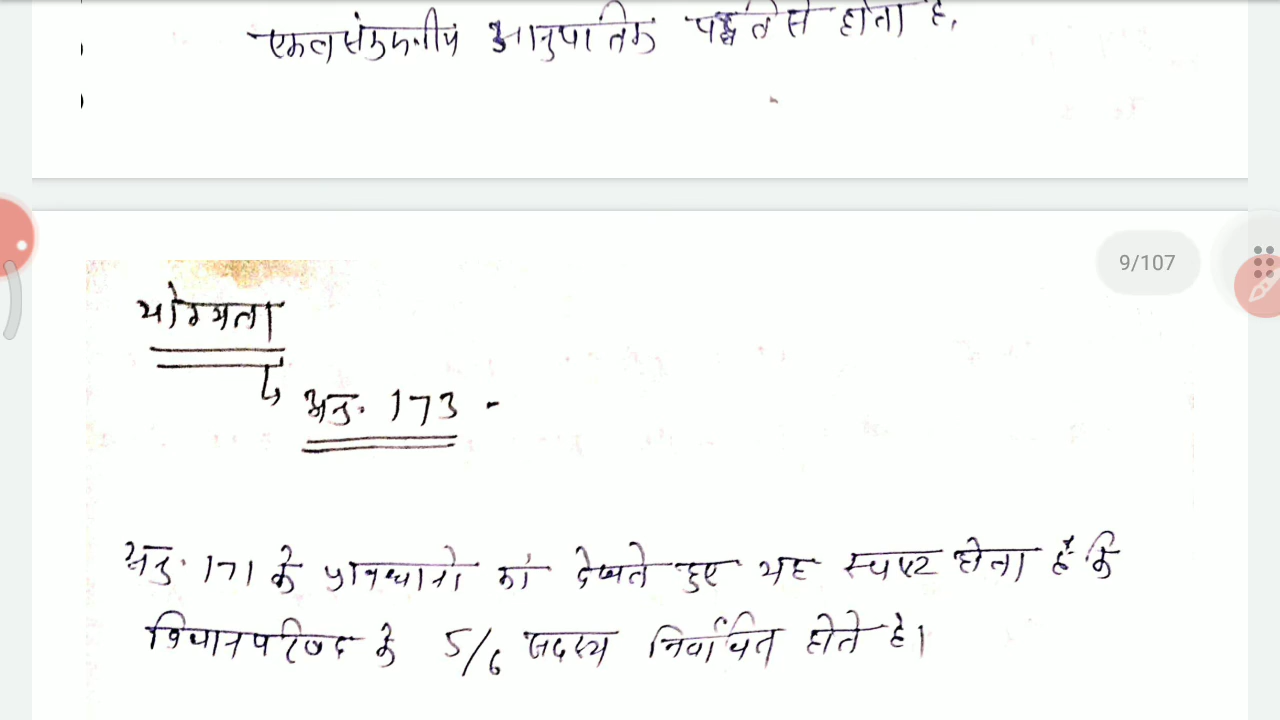 एकल संक्रमणीय आनुपातिक पद्धति से होता है,
9/107
योग्यता
अनु. 173 -
अनु. 171 के प्रावधानो को देखते हुए यह स्पष्ट होता है कि
विधानपरिषद के 5/6 सदस्य निर्वाचित होते है।